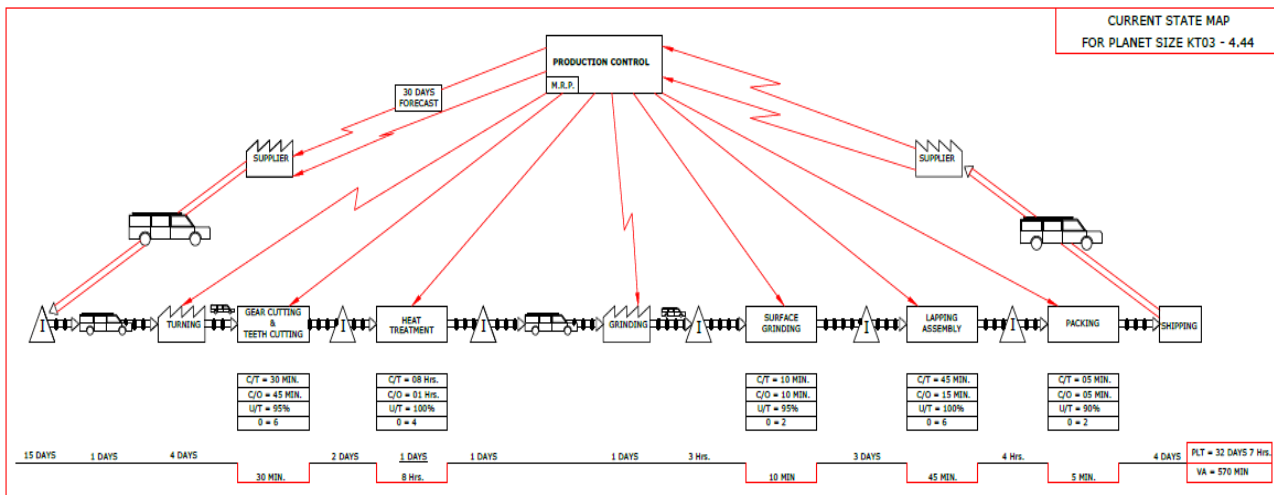 CURRENT STATE MAP
FOR PLANET SIZE KT03 - 4.44
PRODUCTION CONTROL
M.R.P.
30 DAYS
FORECAST
SUPPLIER
SUPPLIER
I
TURNING
GEAR CUTTING
&
TEETH CUTTING
I
HEAT
TREATMENT
I
GRINDING
I
SURFACE
GRINDING
I
LAPPING
ASSEMBLY
I
PACKING
SHIPPING
C/T = 30 MIN.
C/O = 45 MIN.
U/T = 95%
0 = 6
C/T = 08 Hrs.
C/O = 01 Hrs.
U/T = 100%
0 = 4
C/T = 10 MIN.
C/O = 10 MIN.
U/T = 95%
0 = 2
C/T = 45 MIN.
C/O = 15 MIN.
U/T = 100%
0 = 6
C/T = 05 MIN.
C/O = 05 MIN.
U/T = 90%
0 = 2
15 DAYS
1 DAYS
4 DAYS
30 MIN.
2 DAYS
1 DAYS
8 Hrs.
1 DAYS
1 DAYS
3 Hrs.
10 MIN
3 DAYS
45 MIN.
4 Hrs.
5 MIN.
4 DAYS
PLT = 32 DAYS 7 Hrs.
VA = 570 MIN